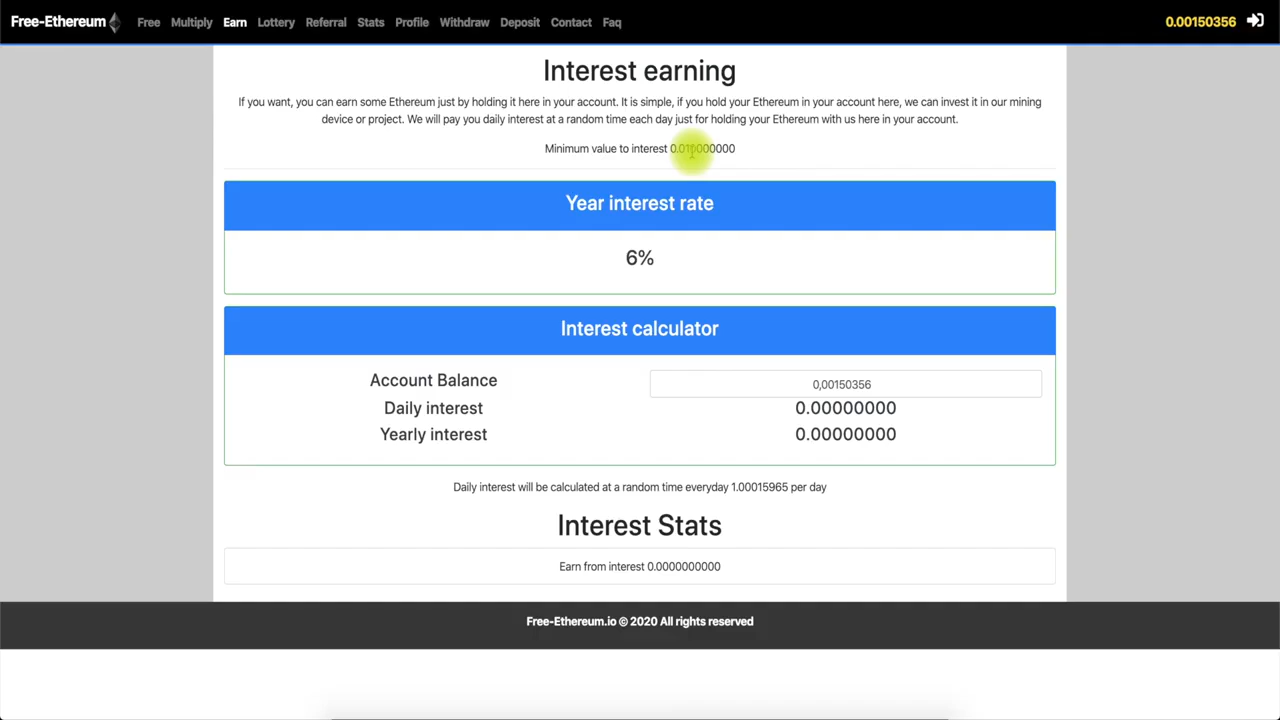 Free-Ethereum Free Multiply Earn Lottery Referral Stats Profile Withdraw Deposit Contact Faq 0.00150356
Interest earning
If you want, you can earn some Ethereum just by holding it here in your account. It is simple, if you hold your Ethereum in your account here, we can invest it in our mining
device or project. We will pay you daily interest at a random time each day just for holding your Ethereum with us here in your account.
Minimum value to interest 0.010000000
Year interest rate
6%
Interest calculator
Account Balance 0,00150356
Daily interest 0.00000000
Yearly interest 0.00000000
Daily interest will be calculated at a random time everyday 1.00015965 per day
Interest Stats
Earn from interest 0.0000000000
Free-Ethereum.io © 2020 All rights reserved